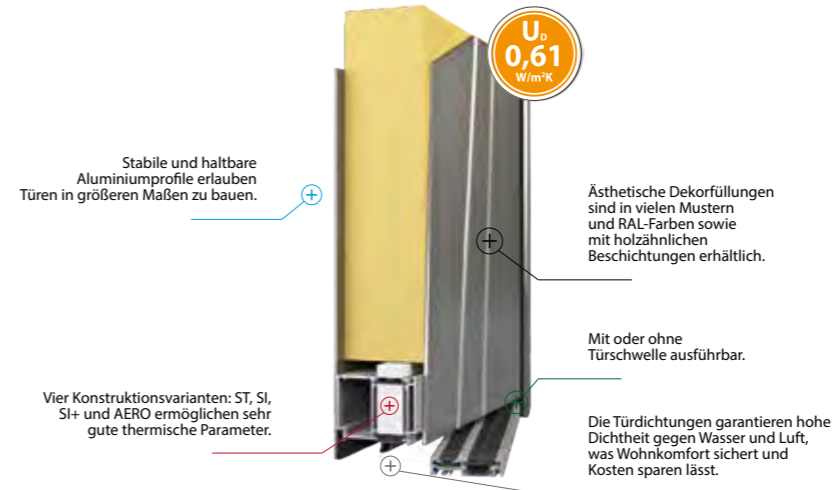 U_D
0,61
W/m²K
Stabile und haltbare
Aluminiumprofile erlauben
Türen in größeren Maßen zu bauen.
Ästhetische Dekorfüllungen
sind in vielen Mustern
und RAL-Farben sowie
mit holzähnlichen
Beschichtungen erhältlich.
Mit oder ohne
Türschwelle ausführbar.
Vier Konstruktionsvarianten: ST, SI,
SI+ und AERO ermöglichen sehr
gute thermische Parameter.
Die Türdichtungen garantieren hohe
Dichtheit gegen Wasser und Luft,
was Wohnkomfort sichert und
Kosten sparen lässt.